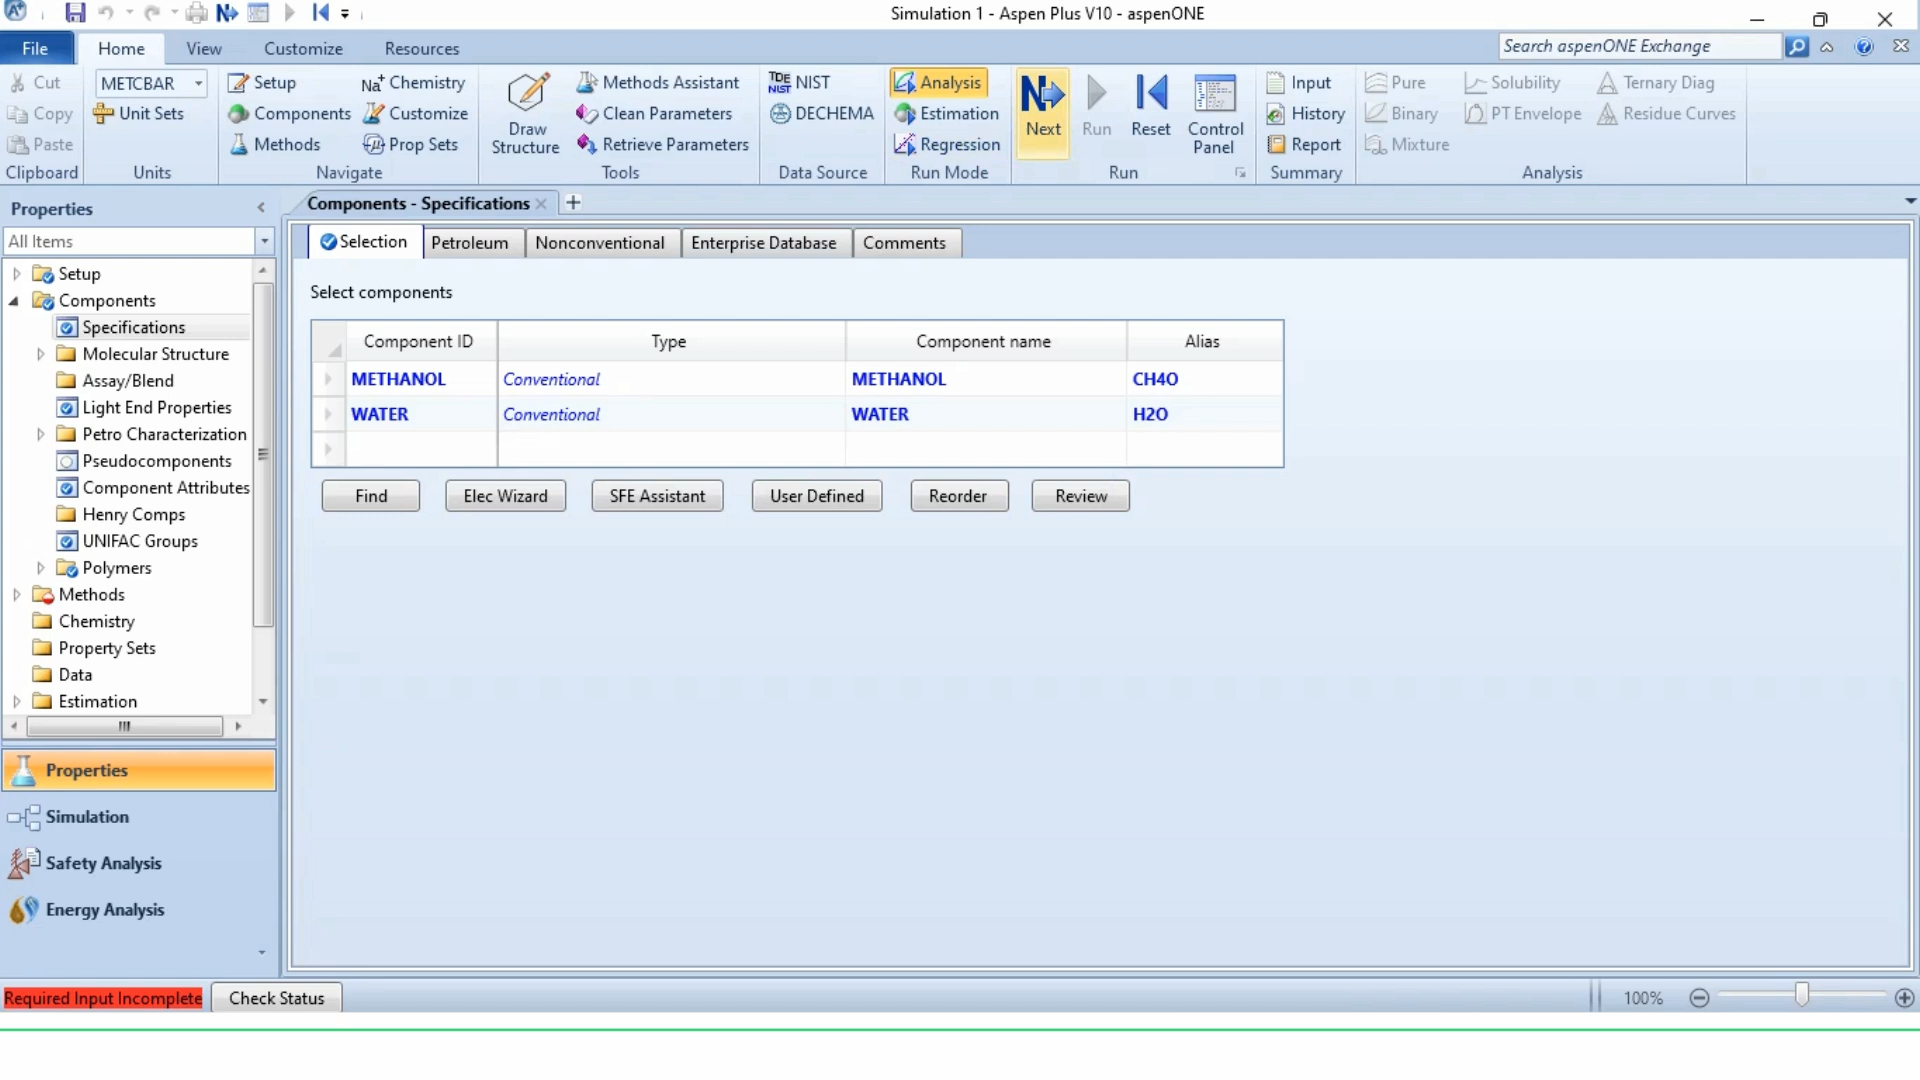 Simulation 1 - Aspen Plus V10 - aspenONE
File Home View Customize Resources Search aspenONE Exchange
Cut METCBAR Setup Na+ Chemistry Methods Assistant TDE NIST NIST Analysis Input Pure Solubility Ternary Diag
Copy Unit Sets Components Customize Clean Parameters DECHEMA Estimation History Binary PT Envelope Residue Curves
Draw Structure Next Run Reset Control Panel
Paste Methods Prop Sets Retrieve Parameters Regression Report Mixture
Clipboard Units Navigate Tools Data Source Run Mode Run Summary Analysis
Properties
Components - Specifications
All Items
Selection Petroleum Nonconventional Enterprise Database Comments
Setup
Components
Specifications
Molecular Structure
Assay/Blend
Light End Properties
Petro Characterization
Pseudocomponents
Component Attributes
Henry Comps
UNIFAC Groups
Polymers
Methods
Chemistry
Property Sets
Data
Estimation
Select components
Component ID Type Component name Alias
METHANOL Conventional METHANOL CH4O
WATER Conventional WATER H2O
Find Elec Wizard SFE Assistant User Defined Reorder Review
Properties
Simulation
Safety Analysis
Energy Analysis
Required Input Incomplete Check Status 100%